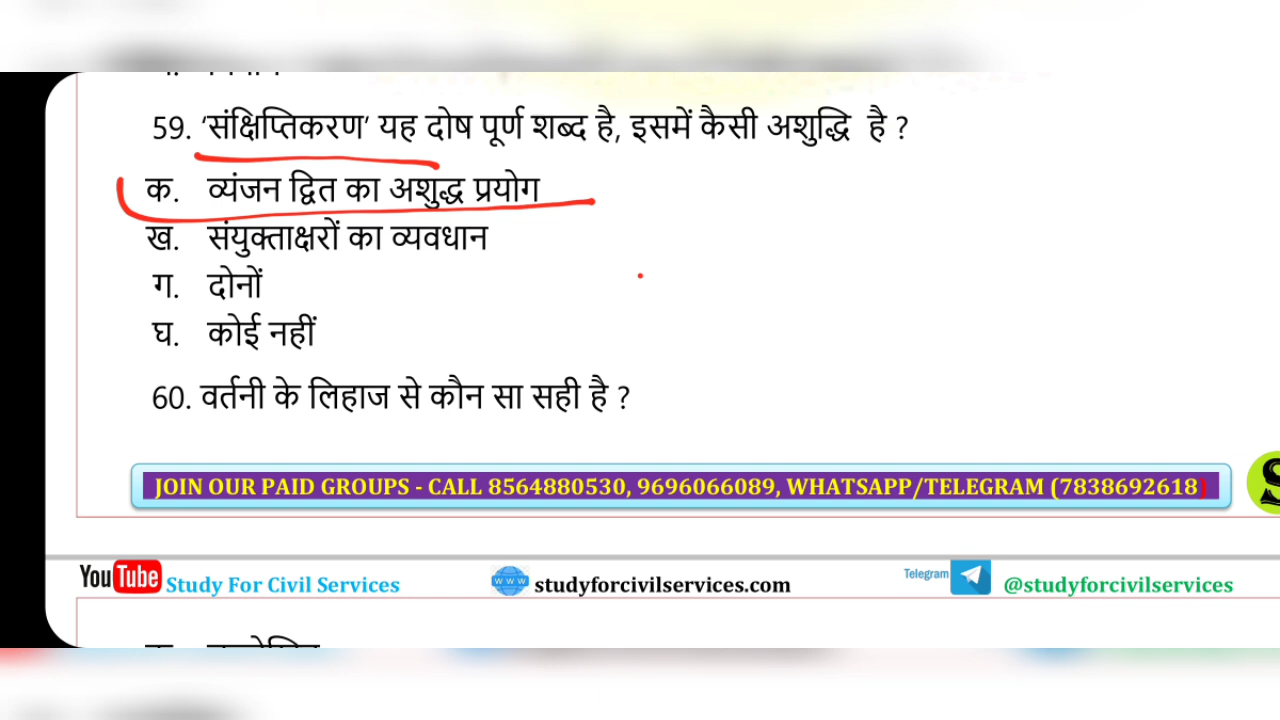 59. ‘संक्षिप्तिकरण’ यह दोष पूर्ण शब्द है, इसमें कैसी अशुद्धि है ?
क. व्यंजन द्वित का अशुद्ध प्रयोग
ख. संयुक्ताक्षरों का व्यवधान
ग. दोनों
घ. कोई नहीं
60. वर्तनी के लिहाज से कौन सा सही है ?
JOIN OUR PAID GROUPS - CALL 8564880530, 9696066089, WHATSAPP/TELEGRAM (7838692618)
YouTube Study For Civil Services www studyforcivilservices.com Telegram @studyforcivilservices